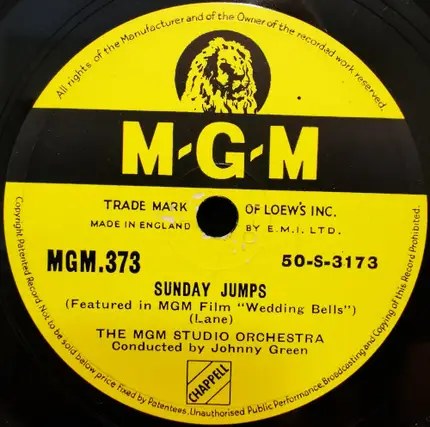 All rights of the Manufacturer and of the Owner of the recorded work reserved.
M-G-M
TRADE MARK OF LOEW'S INC.
MADE IN ENGLAND BY E.M.I. LTD.
MGM.373 50-S-3173
SUNDAY JUMPS
(Featured in MGM Film "Wedding Bells")
(Lane)
THE MGM STUDIO ORCHESTRA
Conducted by Johnny Green
CHAPPELL
Copyright Patented Record. Not to be sold below price fixed by Patentees. Unauthorised Public Performance, Broadcasting and Copying of this Record Prohibited.